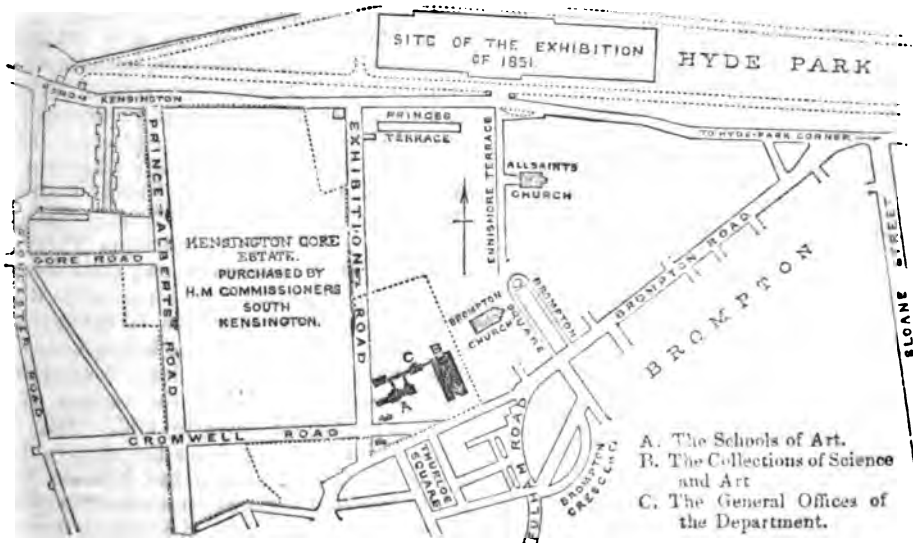 SITE OF THE EXHIBITION
OF 1851.
HYDE PARK
KENSINGTON
PRINCES
TERRACE
TO HYDE-PARK CORNER
PRINCE ALBERTS ROAD
EXHIBITION ROAD
ENNISMORE TERRACE
ALLSAINTS
CHURCH
GORE ROAD
GLOUCESTER ROAD
KENSINGTON GORE
ESTATE.
PURCHASED BY
H.M COMMISSIONERS
SOUTH
KENSINGTON.
BROMPTON
CHURCH
BROMPTON
SQUARE
BROMPTON ROAD
BROMPTON
SLOANE STREET
C
B
A
CROMWELL ROAD
THURLOE
SQUARE
FULHAM ROAD
BROMPTON
CRESCENT
A. The Schools of Art.
B. The Collections of Science
and Art
C. The General Offices of
the Department.